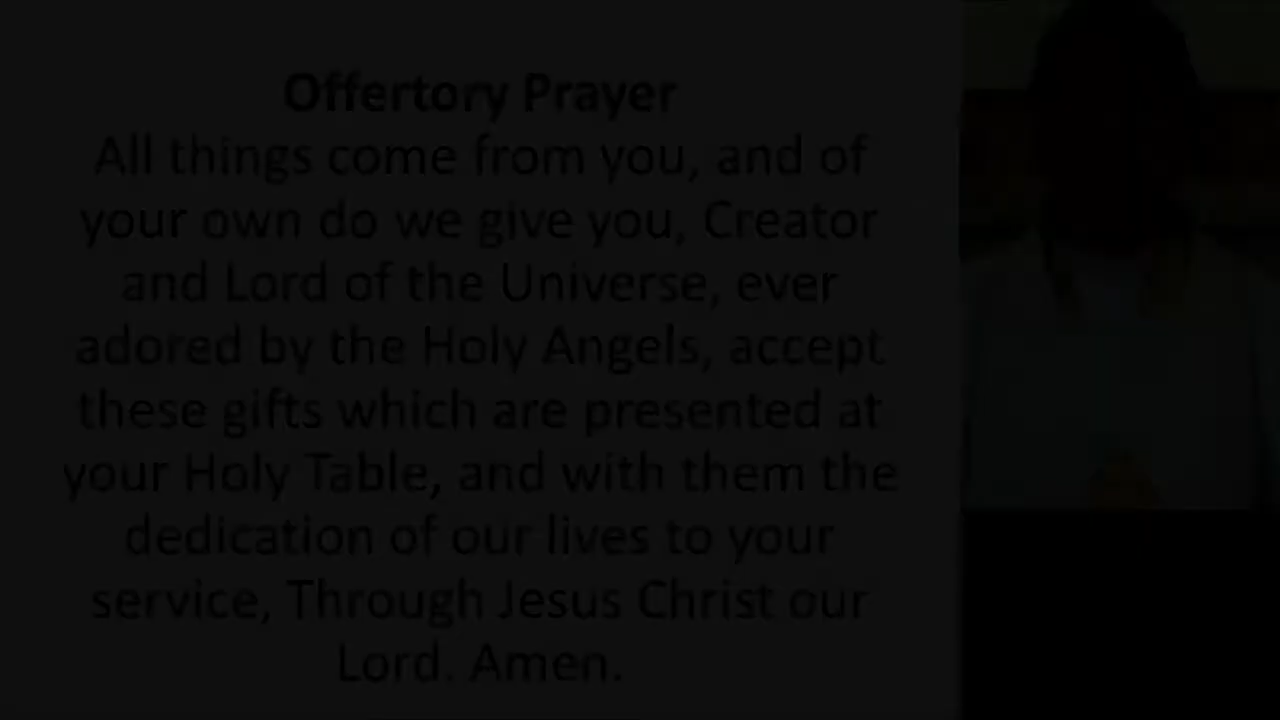 Offertory Prayer
All things come from you, and of
your own do we give you, Creator
and Lord of the Universe, ever
adored by the Holy Angels, accept
these gifts which are presented at
your Holy Table, and with them the
dedication of our lives to your
service, Through Jesus Christ our
Lord. Amen.